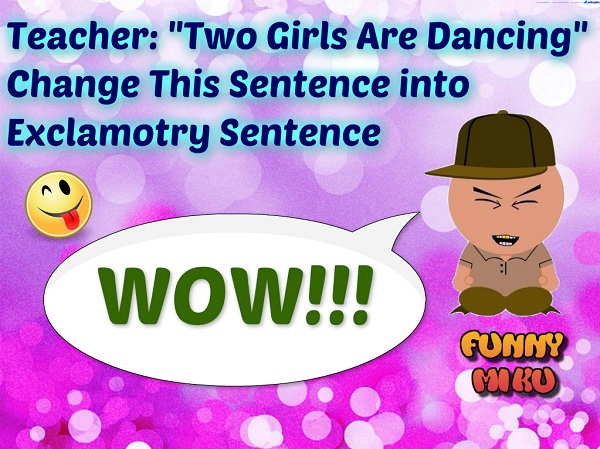 Teacher: "Two Girls Are Dancing"
Change This Sentence into
Exclamotry Sentence
WOW!!!
FUNNY
MIKU